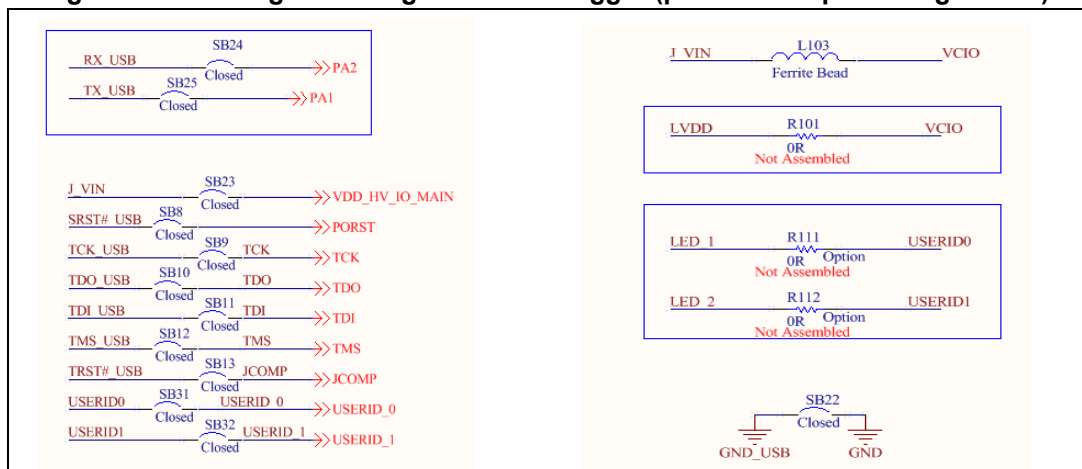 SB24
RX_USB Closed PA2
SB25
TX_USB Closed PA1
J_VIN SB23 Closed VDD_HV_IO_MAIN
SRST#_USB SB8 Closed PORST
TCK_USB SB9 Closed TCK TCK
TDO_USB SB10 Closed TDO TDO
TDI_USB SB11 Closed TDI TDI
TMS_USB SB12 Closed TMS TMS
TRST#_USB SB13 Closed JCOMP JCOMP
USERID0 SB31 Closed USERID_0 USERID_0
USERID1 SB32 Closed USERID_1 USERID_1
J_VIN L103 VCIO
Ferrite Bead
LVDD R101 VCIO
0R
Not Assembled
LED_1 R111 USERID0
0R Option
Not Assembled
LED_2 R112 USERID1
0R Option
Not Assembled
SB22
Closed
GND_USB GND